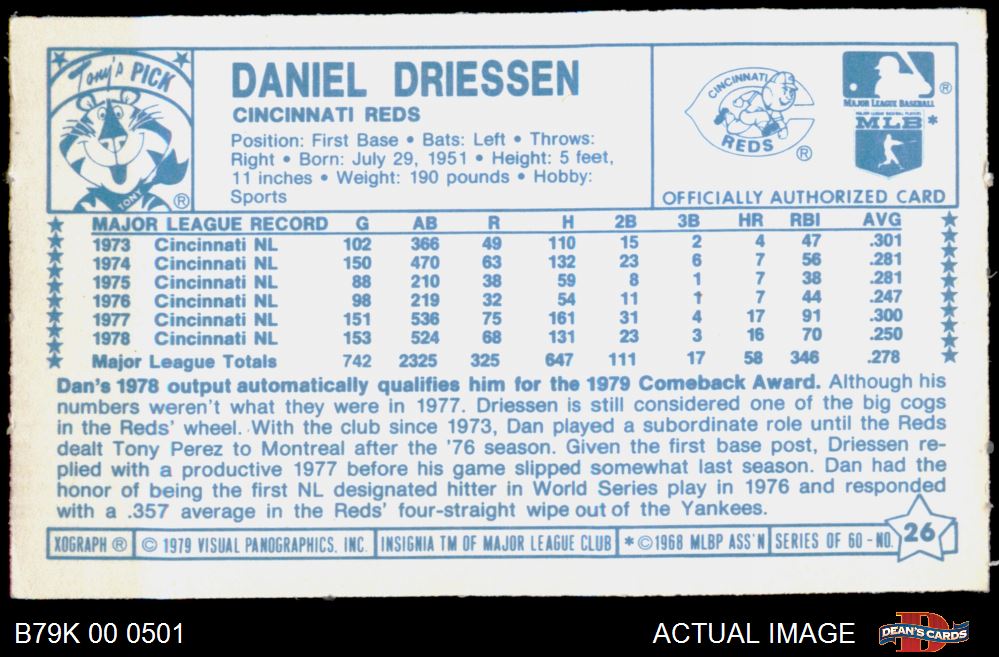 Tony's PICK
TONY ®
DANIEL DRIESSEN
CINCINNATI REDS
Position: First Base • Bats: Left • Throws:
Right • Born: July 29, 1951 • Height: 5 feet,
11 inches • Weight: 190 pounds • Hobby:
Sports
CINCINNATI
REDS ®
®
MAJOR LEAGUE BASEBALL
MAJOR LEAGUE BASEBALL PLAYERS
MLB *
OFFICIALLY AUTHORIZED CARD
MAJOR LEAGUE RECORD G AB R H 2B 3B HR RBI AVG
1973 Cincinnati NL 102 366 49 110 15 2 4 47 .301
1974 Cincinnati NL 150 470 63 132 23 6 7 56 .281
1975 Cincinnati NL 88 210 38 59 8 1 7 38 .281
1976 Cincinnati NL 98 219 32 54 11 1 7 44 .247
1977 Cincinnati NL 151 536 75 161 31 4 17 91 .300
1978 Cincinnati NL 153 524 68 131 23 3 16 70 .250
Major League Totals 742 2325 325 647 111 17 58 346 .278
Dan's 1978 output automatically qualifies him for the 1979 Comeback Award. Although his
numbers weren't what they were in 1977. Driessen is still considered one of the big cogs
in the Reds' wheel. With the club since 1973, Dan played a subordinate role until the Reds
dealt Tony Perez to Montreal after the '76 season. Given the first base post, Driessen re-
plied with a productive 1977 before his game slipped somewhat last season. Dan had the
honor of being the first NL designated hitter in World Series play in 1976 and responded
with a .357 average in the Reds' four-straight wipe out of the Yankees.
XOGRAPH ® © 1979 VISUAL PANOGRAPHICS, INC. INSIGNIA TM OF MAJOR LEAGUE CLUB * © 1968 MLBP ASS'N SERIES OF 60 - NO. 26
B79K 00 0501
ACTUAL IMAGE
D
DEAN'S CARDS